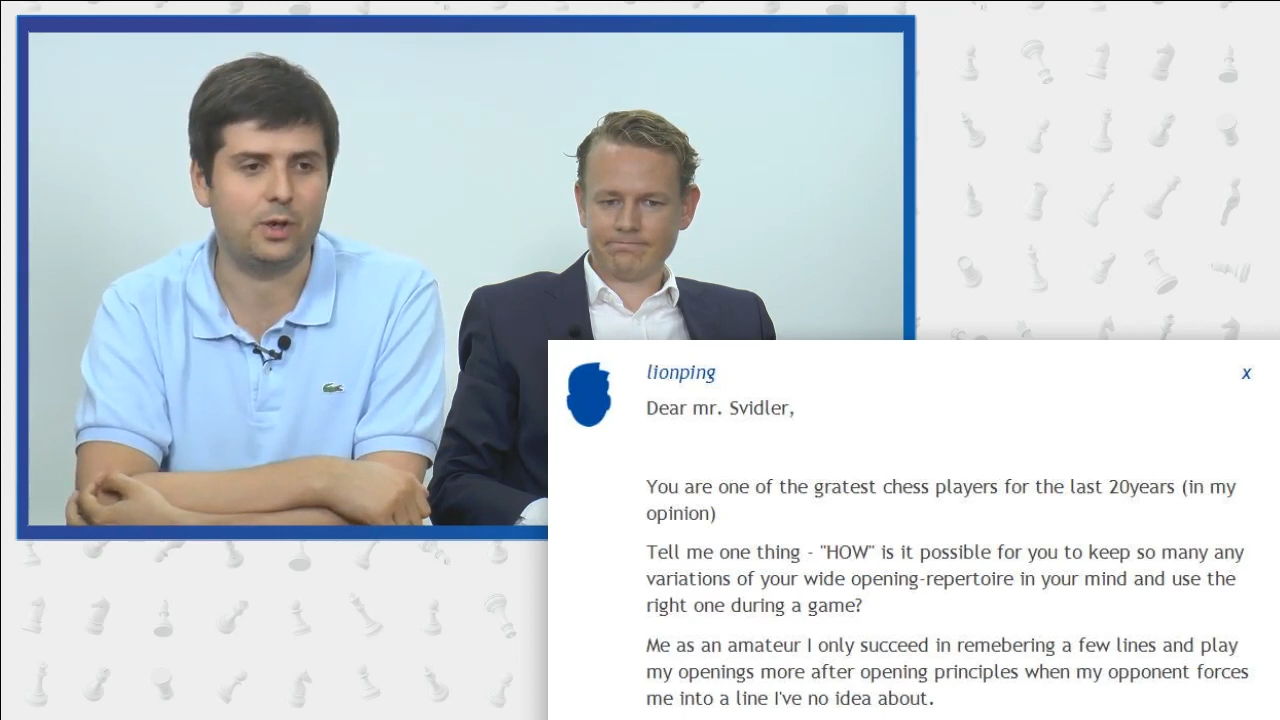 lionping
x
Dear mr. Svidler,
You are one of the gratest chess players for the last 20years (in my
opinion)
Tell me one thing - "HOW" is it possible for you to keep so many any
variations of your wide opening-repertoire in your mind and use the
right one during a game?
Me as an amateur I only succeed in remebering a few lines and play
my openings more after opening principles when my opponent forces
me into a line I've no idea about.